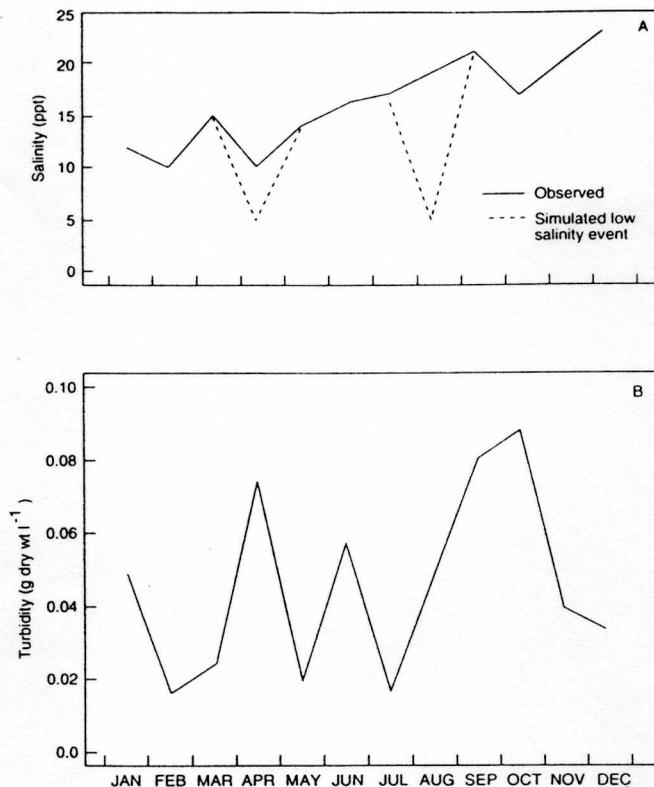 A
25
20
15
10
5
0
Salinity (ppt)
Observed
Simulated low
salinity event
B
0.10
0.08
0.06
0.04
0.02
0.0
Turbidity (g dry wt l⁻¹ )
JAN FEB MAR APR MAY JUN JUL AUG SEP OCT NOV DEC